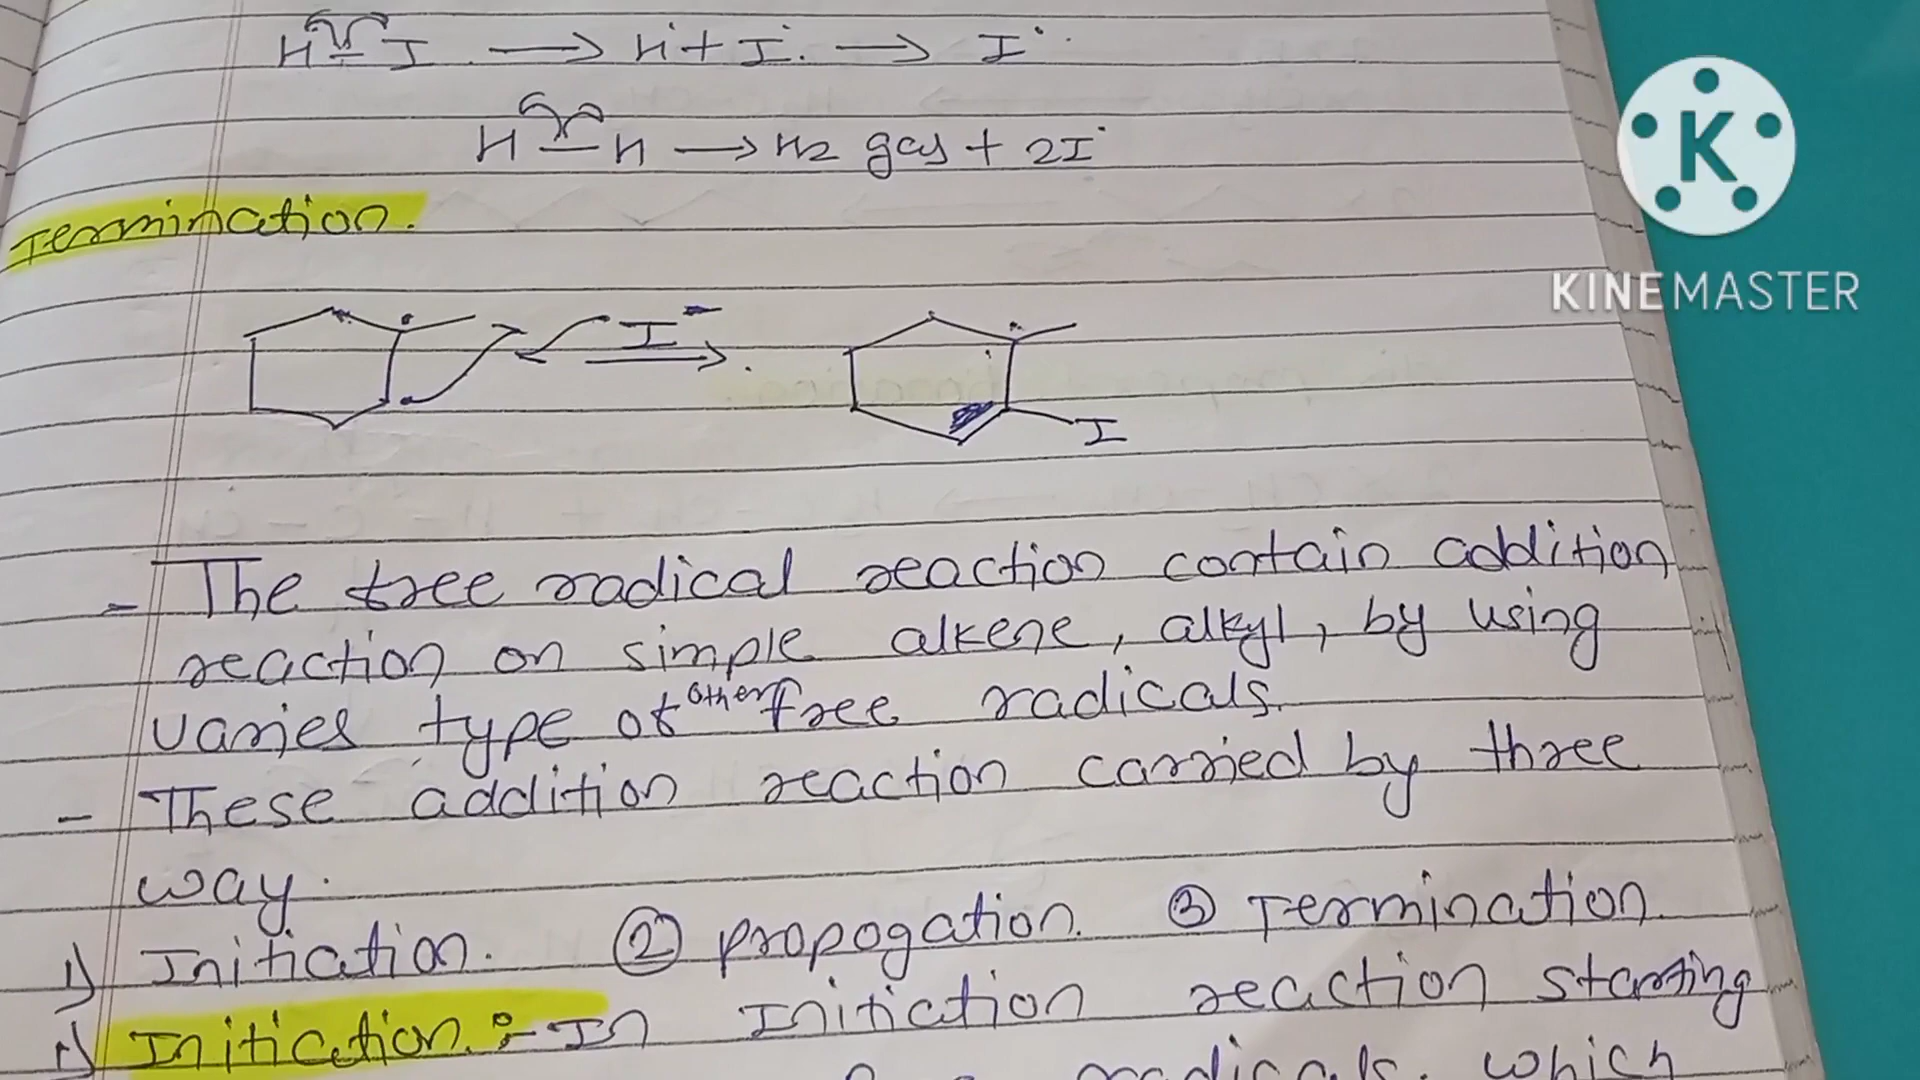 H-I → H+I. → I.
H-H → H2 gas + 2I.
K
KINEMASTER
Termination.
I
I
- The free radical reaction contain addition
reaction on simple alkene, alkyl, by using
varies type of other free radicals.
- These addition reaction carried by three
way.
1) Initiation. ② propogation. ③ Termination
1) Initiation :- In Initiation reaction starting
radicals. which